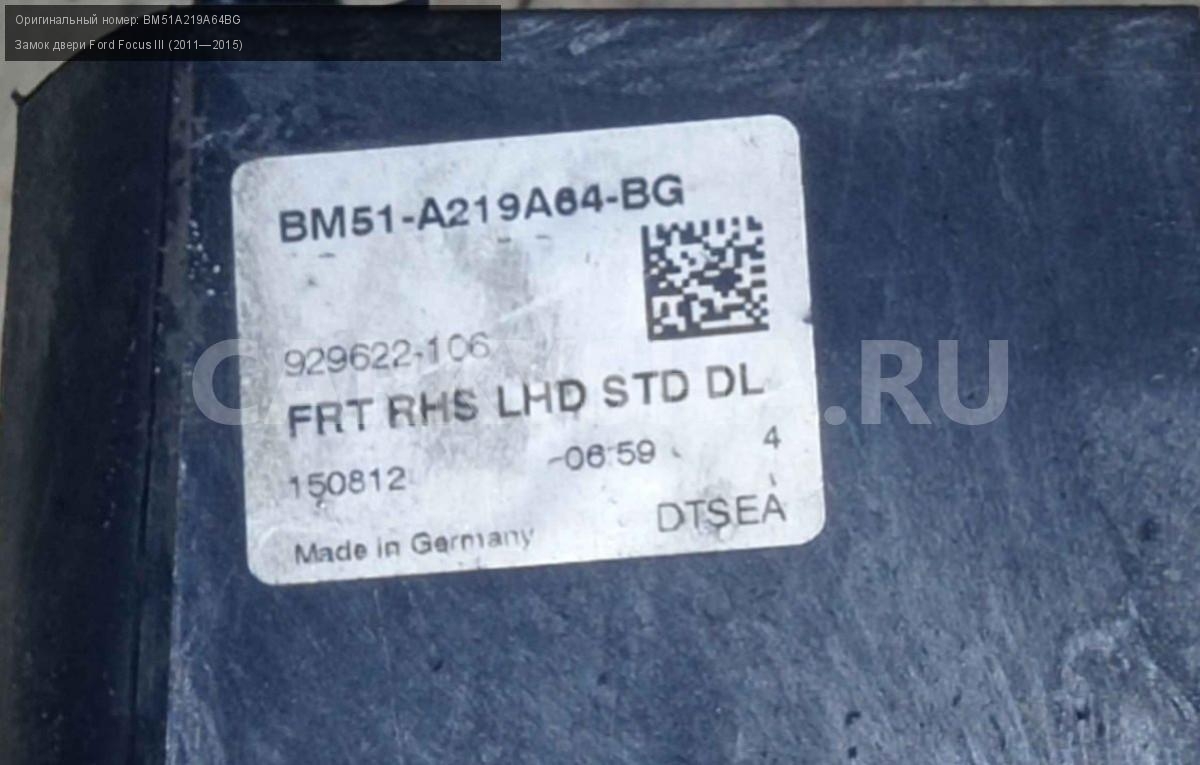 Оригинальный номер: BM51A219A64BG
Замок двери Ford Focus III (2011—2015)
BM51-A219A64-BG
929622-106
FRT RHS LHD STD DL
150812 06:59 4
DTSEA
Made in Germany
.RU